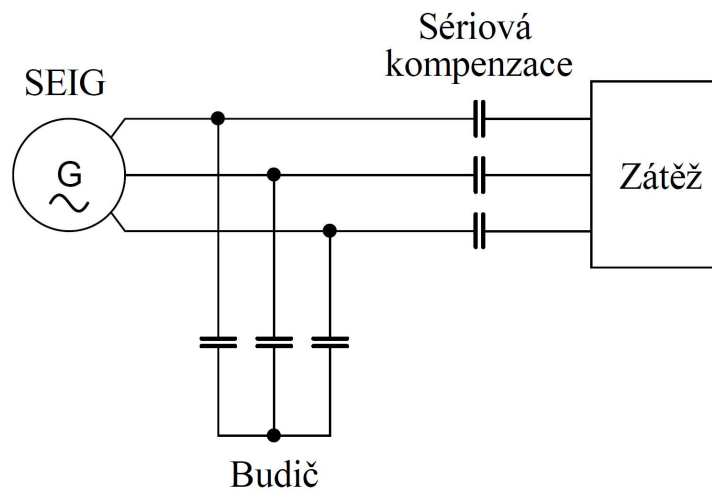 Sériová
kompenzace
SEIG
G
Zátěž
Budič